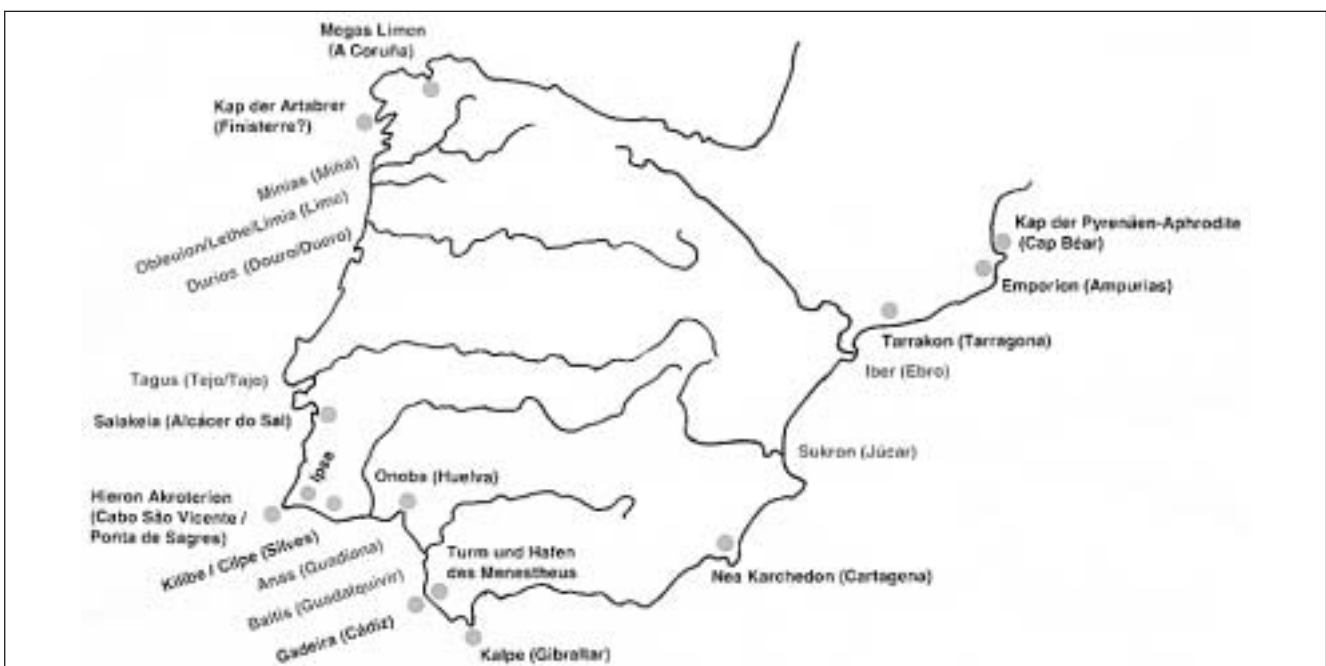 Megas Limen
(A Coruña)
Kap der Artabrer
(Finisterre?)
Minias (Miña)
Obleuion/Lethe/Limia (Lime)
Durios (Douro/Duero)
Kap der Pyrenäen-Aphrodite
(Cap Béar)
Emporion (Ampurias)
Tarrakon (Tarragona)
Iber (Ebro)
Tagus (Tejo/Tajo)
Salakeia (Alcácer do Sal)
Sukron (Júcar)
Ipsa
Onoba (Huelva)
Hieron Akroterion
(Cabo São Vicente /
Ponta de Sagres)
Kilibe / Cilpe (Silves)
Anas (Guadiana)
Baitis (Guadalquivir)
Gadeira (Cádiz)
Turm und Hafen
des Menestheus
Nea Karchedon (Cartagena)
Kalpe (Gibraltar)